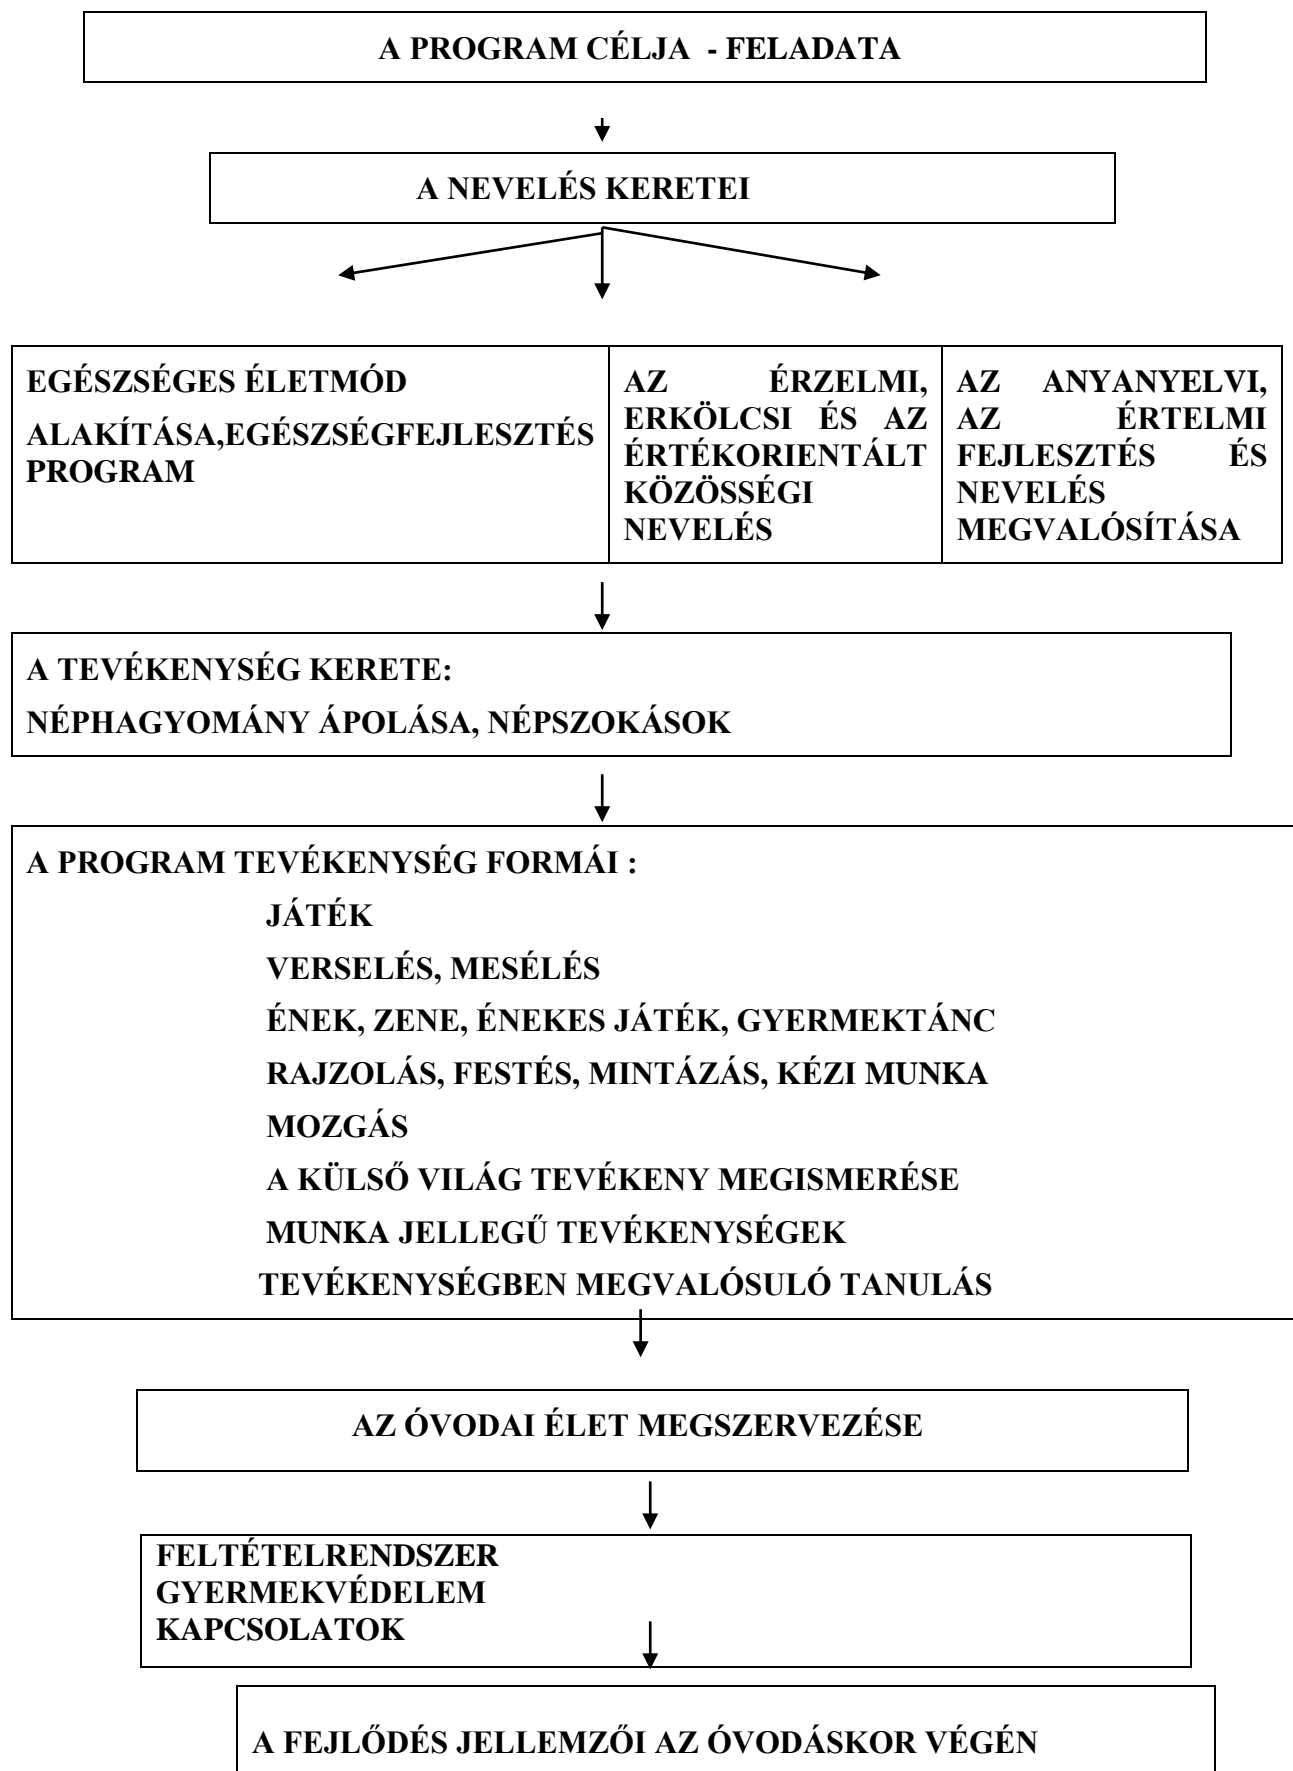 A PROGRAM CÉLJA - FELADATA
A NEVELÉS KERETEI
EGÉSZSÉGES ÉLETMÓD
ALAKÍTÁSA,EGÉSZSÉGFEJLESZTÉS
PROGRAM
AZ ÉRZELMI,
ERKÖLCSI ÉS AZ
ÉRTÉKORIENTÁLT
KÖZÖSSÉGI
NEVELÉS
AZ ANYANYELVI,
AZ ÉRTELMI
FEJLESZTÉS ÉS
NEVELÉS
MEGVALÓSÍTÁSA
A TEVÉKENYSÉG KERETE:
NÉPHAGYOMÁNY ÁPOLÁSA, NÉPSZOKÁSOK
A PROGRAM TEVÉKENYSÉG FORMÁI :
JÁTÉK
VERSELÉS, MESÉLÉS
ÉNEK, ZENE, ÉNEKES JÁTÉK, GYERMEKTÁNC
RAJZOLÁS, FESTÉS, MINTÁZÁS, KÉZI MUNKA
MOZGÁS
A KÜLSŐ VILÁG TEVÉKENY MEGISMERÉSE
MUNKA JELLEGŰ TEVÉKENYSÉGEK
TEVÉKENYSÉGBEN MEGVALÓSULÓ TANULÁS
AZ ÓVODAI ÉLET MEGSZERVEZÉSE
FELTÉTELRENDSZER
GYERMEKVÉDELEM
KAPCSOLATOK
A FEJLŐDÉS JELLEMZŐI AZ ÓVODÁSKOR VÉGÉN